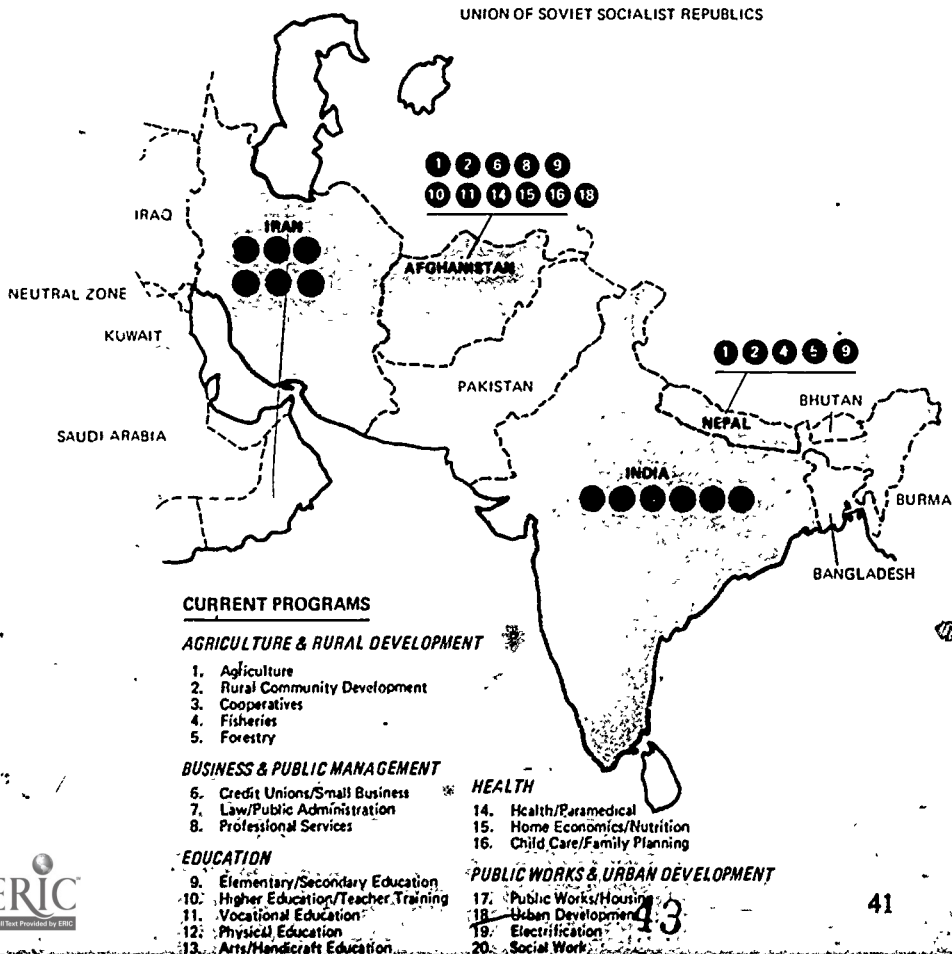 UNION OF SOVIET SOCIALIST REPUBLICS
1 2 6 8 9
10 11 14 15 16 18
IRAQ
IRAN
AFGHANISTAN
NEUTRAL ZONE
KUWAIT
1 2 4 5 9
PAKISTAN
BHUTAN
NEPAL
SAUDI ARABIA
INDIA
BURMA
BANGLADESH
CURRENT PROGRAMS
AGRICULTURE & RURAL DEVELOPMENT
1. Agriculture
2. Rural Community Development
3. Cooperatives
4. Fisheries
5. Forestry
BUSINESS & PUBLIC MANAGEMENT
6. Credit Unions/Small Business
7. Law/Public Administration
8. Professional Services
EDUCATION
9. Elementary/Secondary Education
10. Higher Education/Teacher Training
11. Vocational Education
12. Physical Education
13. Arts/Handicraft Education
HEALTH
14. Health/Paramedical
15. Home Economics/Nutrition
16. Child Care/Family Planning
PUBLIC WORKS & URBAN DEVELOPMENT
17. Public Works/Housing
18. Urban Development
19. Electrification
20. Social Work
43
41
ERIC
Full Text Provided by ERIC